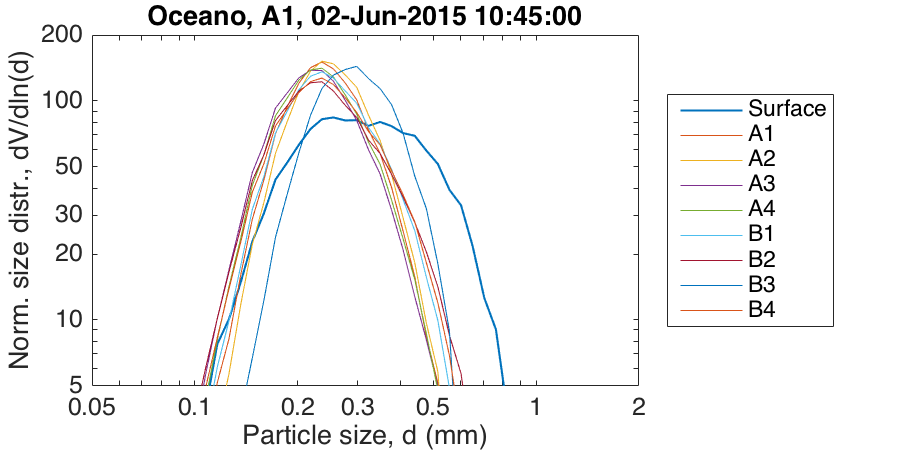 Oceano, A1, 02-Jun-2015 10:45:00
Norm. size distr., dV/dln(d)
200
100
50
30
20
10
5
0.05
0.1
0.2
0.3
0.5
1
2
Particle size, d (mm)
Surface
A1
A2
A3
A4
B1
B2
B3
B4